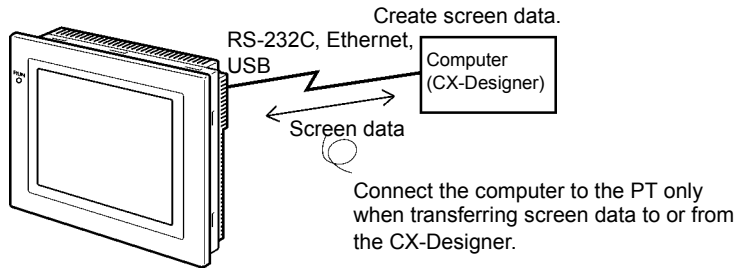 Create screen data.
RS-232C, Ethernet,
USB
RUN
Computer
(CX-Designer)
Screen data
Connect the computer to the PT only
when transferring screen data to or from
the CX-Designer.